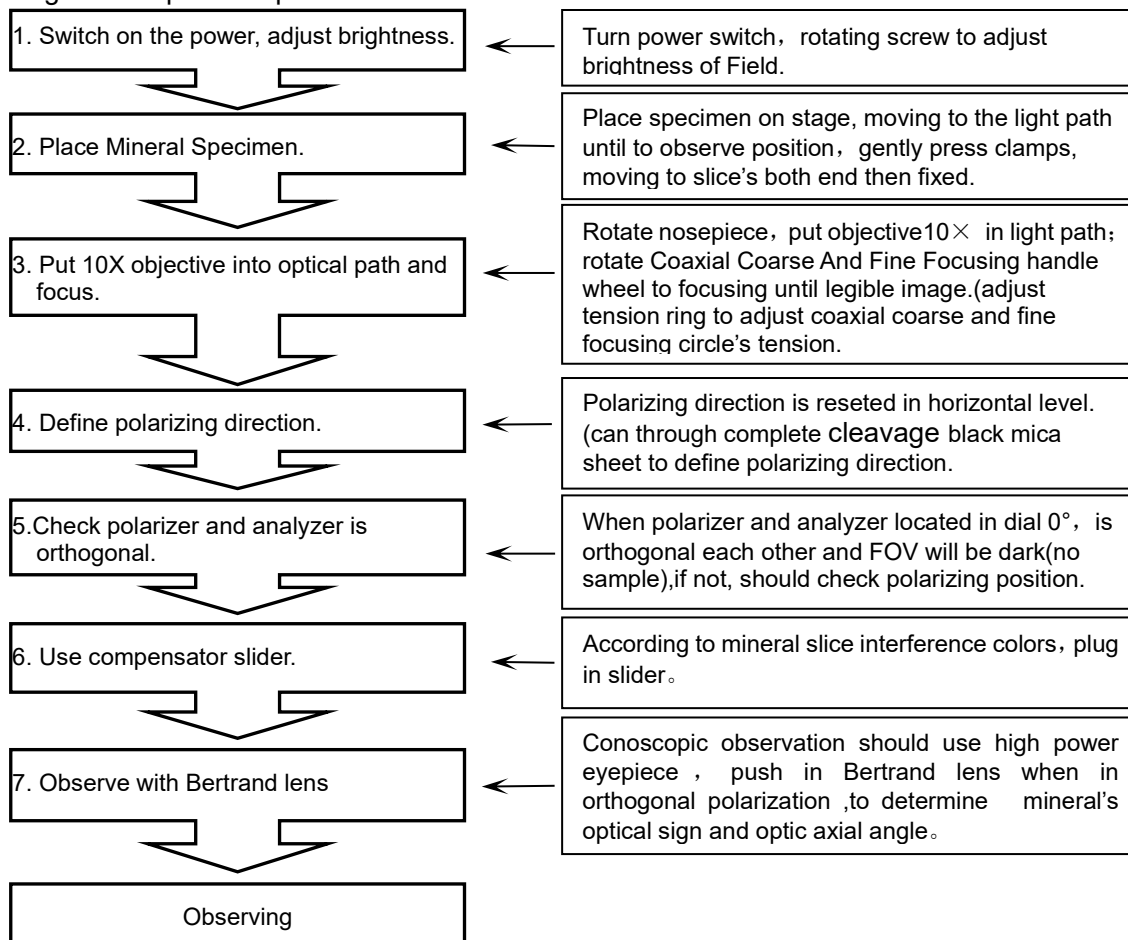 1. Switch on the power, adjust brightness.
Turn power switch，rotating screw to adjust
brightness of Field.
2. Place Mineral Specimen.
Place specimen on stage, moving to the light path
until to observe position，gently press clamps,
moving to slice's both end then fixed.
3. Put 10X objective into optical path and
focus.
Rotate nosepiece，put objective10× in light path；
rotate Coaxial Coarse And Fine Focusing handle
wheel to focusing until legible image.(adjust
tension ring to adjust coaxial coarse and fine
focusing circle's tension.
4. Define polarizing direction.
Polarizing direction is reseted in horizontal level.
(can through complete cleavage black mica
sheet to define polarizing direction.
5.Check polarizer and analyzer is
orthogonal.
When polarizer and analyzer located in dial 0°，is
orthogonal each other and FOV will be dark(no
sample),if not, should check polarizing position.
6. Use compensator slider.
According to mineral slice interference colors，plug
in slider。
7. Observe with Bertrand lens
Conoscopic observation should use high power
eyepiece ， push in Bertrand lens when in
orthogonal polarization ,to determine mineral's
optical sign and optic axial angle。
Observing